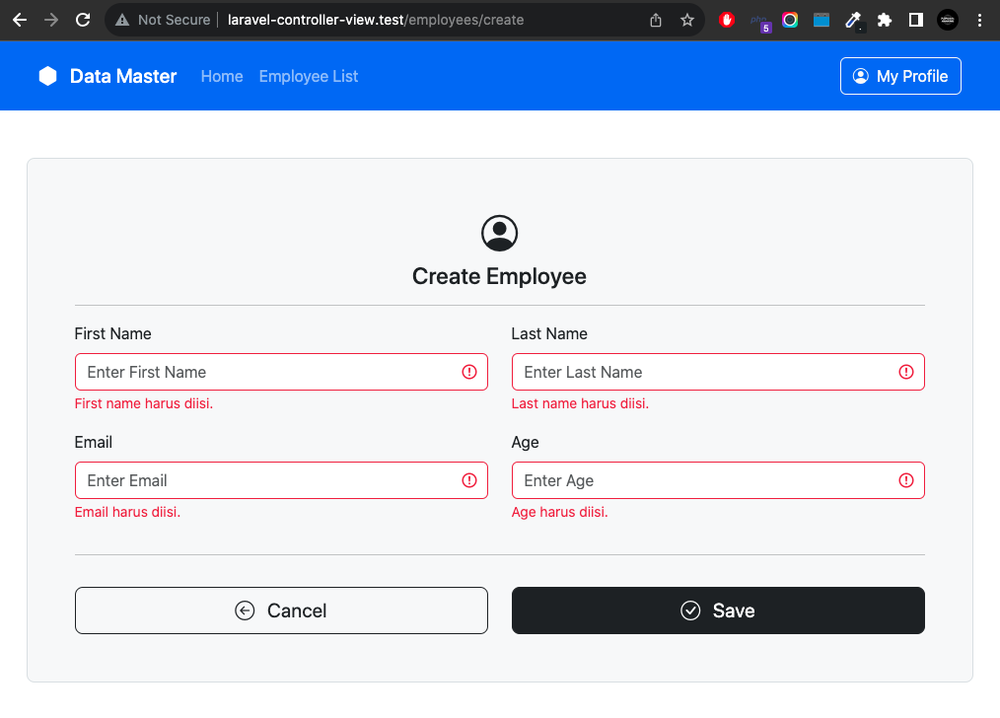 Not Secure laravel-controller-view.test/employees/create
5
Data Master Home Employee List My Profile
Create Employee
First Name Last Name
Enter First Name Enter Last Name
First name harus diisi. Last name harus diisi.
Email Age
Enter Email Enter Age
Email harus diisi. Age harus diisi.
Cancel Save